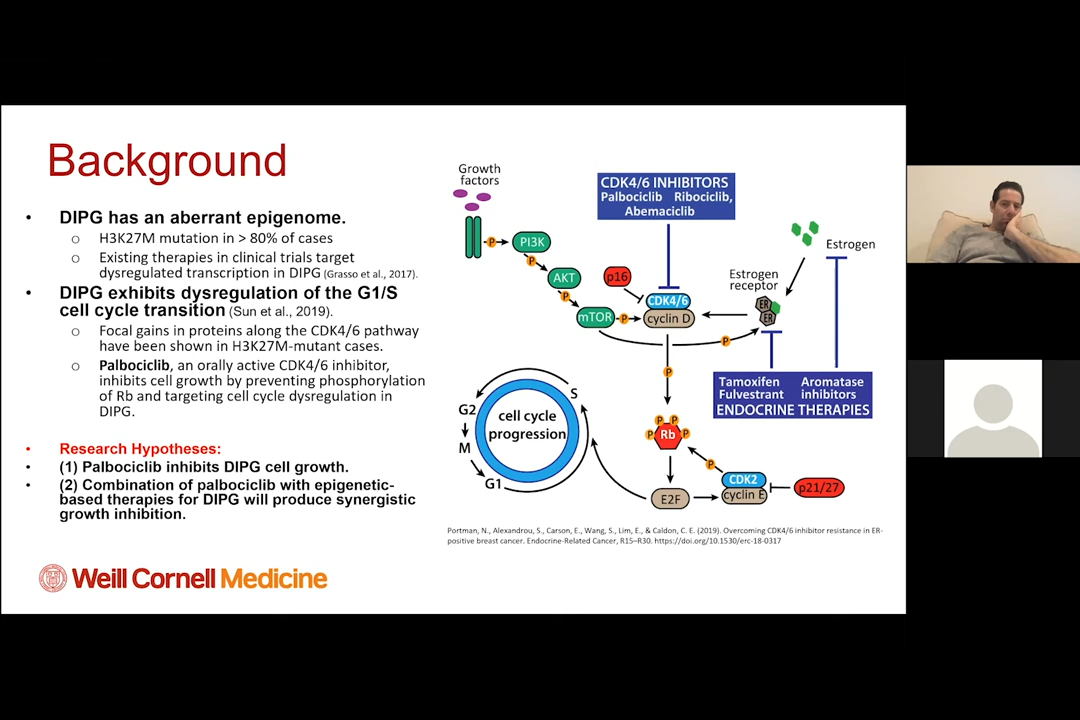 Background
• DIPG has an aberrant epigenome.
o H3K27M mutation in > 80% of cases
o Existing therapies in clinical trials target
dysregulated transcription in DIPG (Grasso et al., 2017).
• DIPG exhibits dysregulation of the G1/S
cell cycle transition (Sun et al., 2019).
o Focal gains in proteins along the CDK4/6 pathway
have been shown in H3K27M-mutant cases.
o Palbociclib, an orally active CDK4/6 inhibitor,
inhibits cell growth by preventing phosphorylation
of Rb and targeting cell cycle dysregulation in
DIPG.
• Research Hypotheses:
• (1) Palbociclib inhibits DIPG cell growth.
• (2) Combination of palbociclib with epigenetic-
based therapies for DIPG will produce synergistic
growth inhibition.
Weill Cornell Medicine
Growth
factors
P
PI3K
P
AKT
P
mTOR
P
p16
CDK4/6 INHIBITORS
Palbociclib Ribociclib,
Abemaciclib
CDK4/6
cyclin D
Estrogen
Estrogen
receptor
ER
ER
P
Tamoxifen Aromatase
Fulvestrant inhibitors
ENDOCRINE THERAPIES
P
P P
P Rb P
P
CDK2
cyclin E
p21/27
E2F
S
G2
M
G1
cell cycle
progression
Portman, N., Alexandrou, S., Carson, E., Wang, S., Lim, E., & Caldon, C. E. (2019). Overcoming CDK4/6 inhibitor resistance in ER-
positive breast cancer. Endocrine-Related Cancer, R15–R30. https://doi.org/10.1530/erc-18-0317